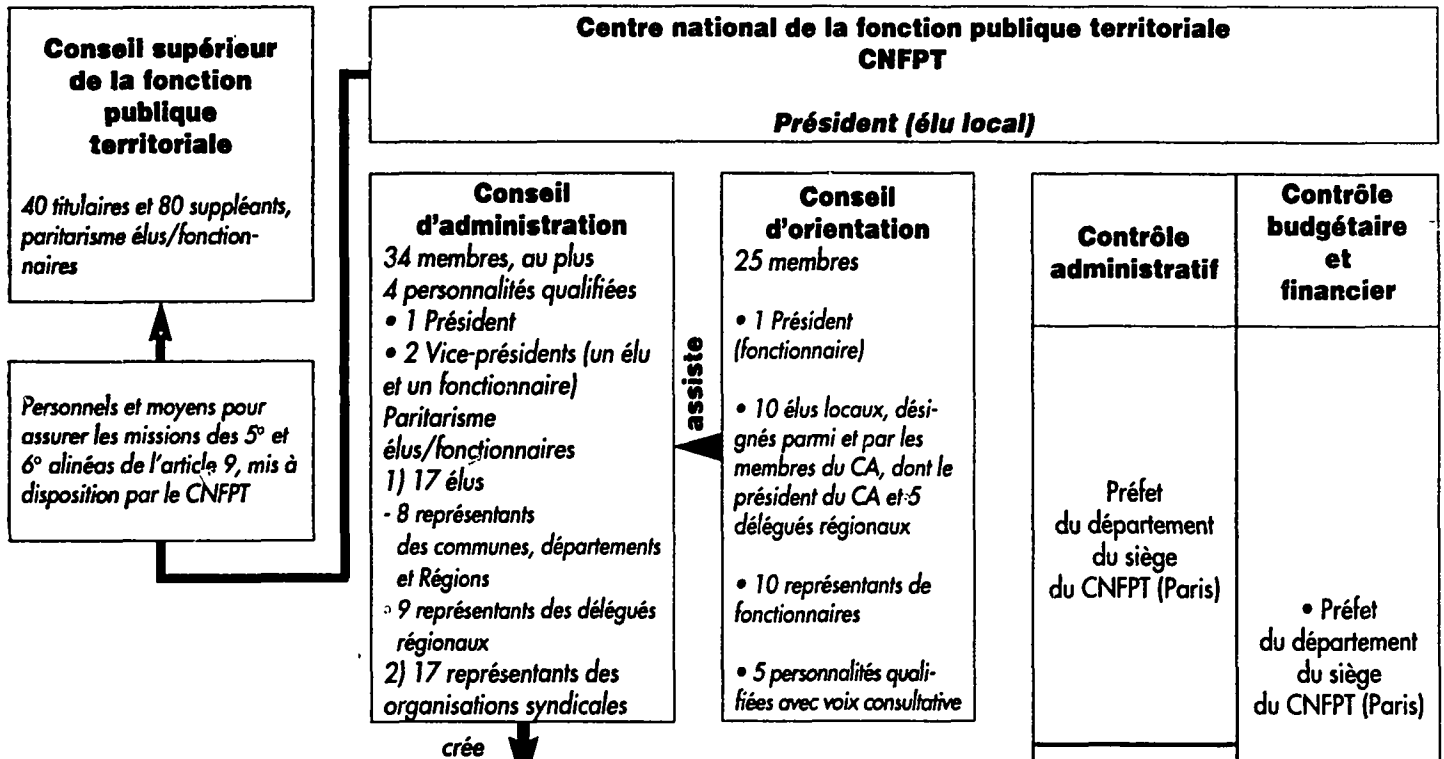 Conseil supérieur
de la fonction
publique
territoriale
40 titulaires et 80 suppléants,
paritarisme élus/fonction-
naires
Personnels et moyens pour
assurer les missions des 5° et
6° alinéas de l'article 9, mis à
disposition par le CNFPT
Centre national de la fonction publique territoriale
CNFPT
Président (élu local)
Conseil
d'administration
34 membres, au plus
4 personnalités qualifiées
• 1 Président
• 2 Vice-présidents (un élu
et un fonctionnaire)
Paritarisme
élus/fonctionnaires
1) 17 élus
- 8 représentants
des communes, départements
et Régions
- 9 représentants des délégués
régionaux
2) 17 représentants des
organisations syndicales
crée
assiste
Conseil
d'orientation
25 membres
• 1 Président
(fonctionnaire)
• 10 élus locaux, dési-
gnés parmi et par les
membres du CA, dont le
président du CA et 5
délégués régionaux
• 10 représentants de
fonctionnaires
• 5 personnalités quali-
fiées avec voix consultative
Contrôle
administratif
Préfet
du département
du siège
du CNFPT (Paris)
Contrôle
budgétaire
et
financier
• Préfet
du département
du siège
du CNFPT (Paris)